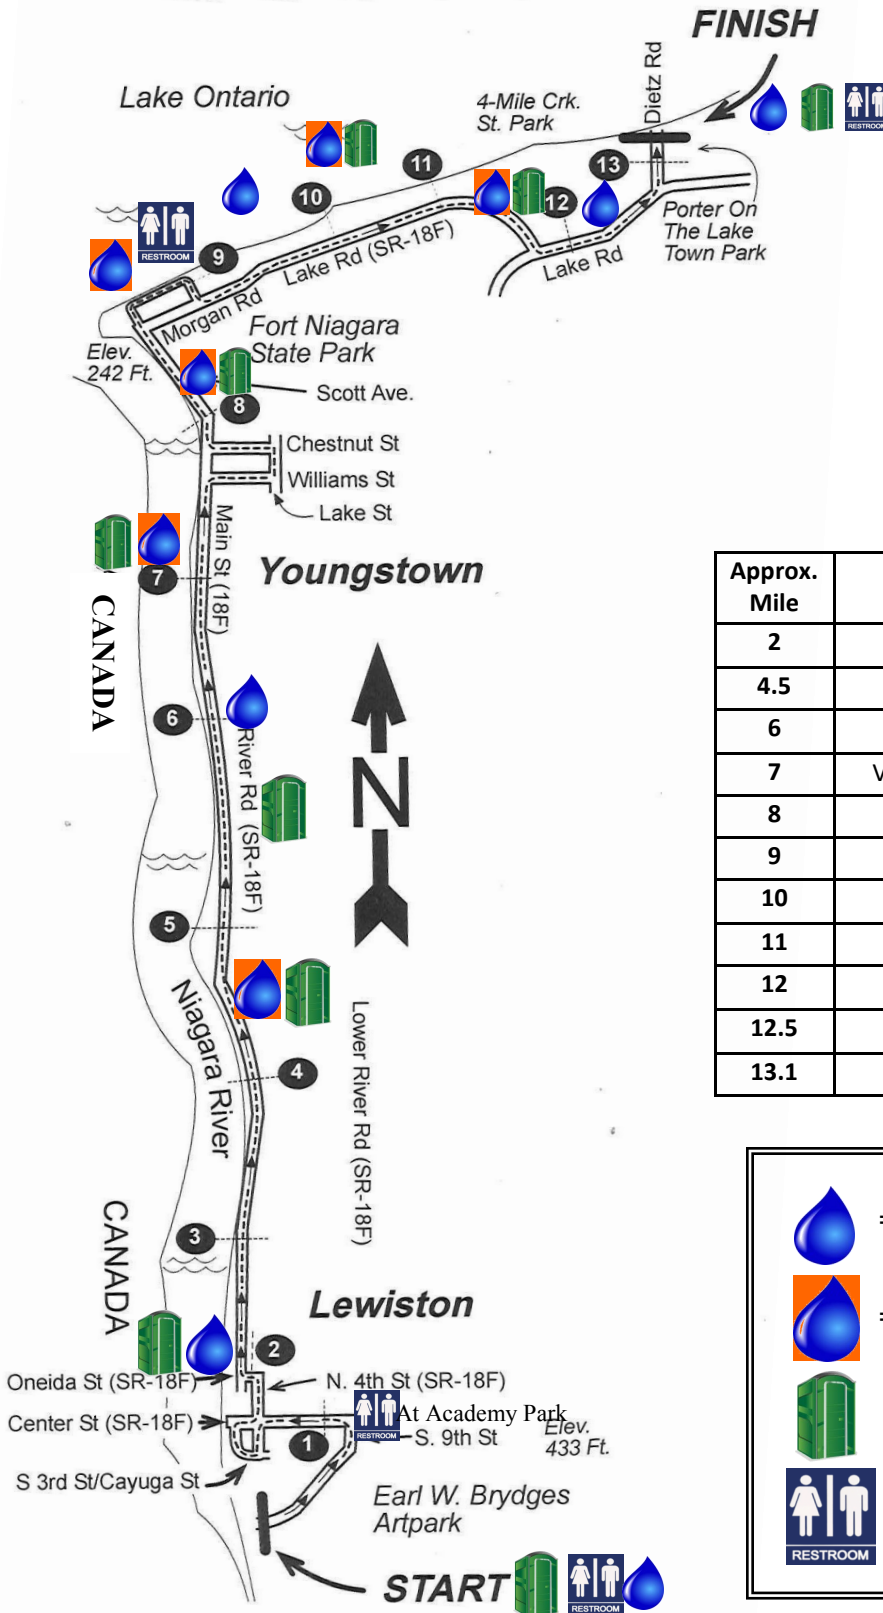 FINISH
Lake Ontario
4-Mile Crk.
St. Park
Dietz Rd
RESTROOM
11
13
10
12
Porter On
The Lake
Town Park
RESTROOM
9
Lake Rd (SR-18F)
Lake Rd
Morgan Rd
Fort Niagara
State Park
Elev.
242 Ft.
Scott Ave.
8
Chestnut St
Williams St
Lake St
Main St (18F)
Youngstown
7
CANADA
6
River Rd (SR-18F)
N
5
Niagara River
Lower River Rd (SR-18F)
4
3
CANADA
Lewiston
2
Oneida St (SR-18F)
N. 4th St (SR-18F)
Center St (SR-18F)
RESTROOM
At Academy Park
1
S. 9th St
Elev.
433 Ft.
S 3rd St/Cayuga St
Earl W. Brydges
Artpark
START
RESTROOM
Approx.
Mile
2
4.5
6
7 V
8
9
10
11
12
12.5
13.1
=
=
RESTROOM